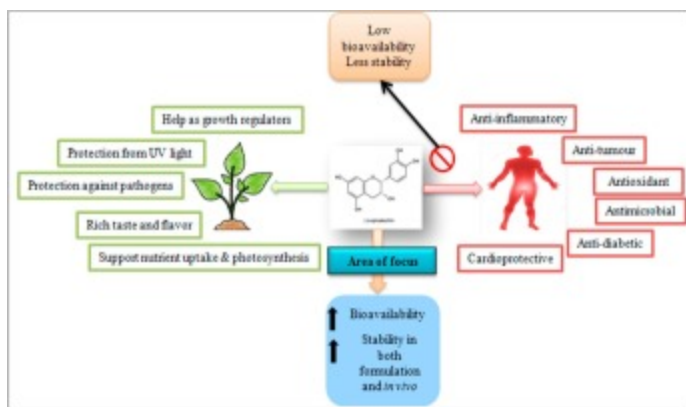 Low
bioavailability
Less stability
Help as growth regulators
Protection from UV light
Protection against pathogens
Rich taste and flavor
Support nutrient uptake & photosynthesis
Anti-inflammatory
Anti-tumour
Antioxidant
Antimicrobial
Anti-diabetic
Cardioprotective
Area of focus
Bioavailability
Stability in
both
formulation
and in vivo